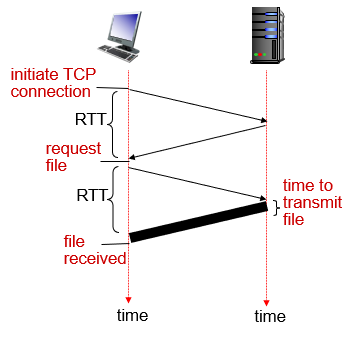 initiate TCP
connection
RTT
request
file
RTT
time to
transmit
file
file
received
time
time